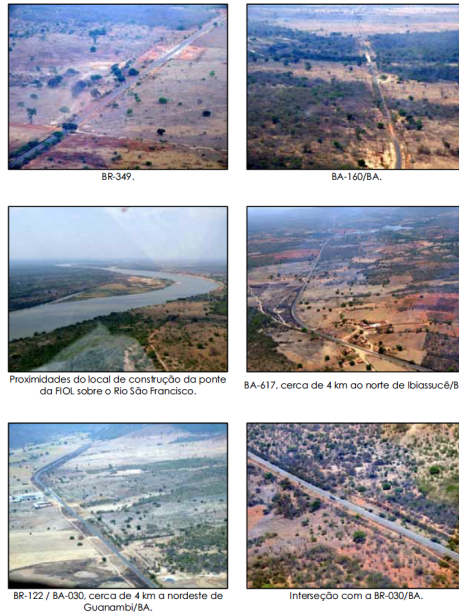 BR-349.
BA-160/BA.
Proximidades do local de construção da ponte
da FIOL sobre o Rio São Francisco.
BA-617, cerca de 4 km ao norte de Ibiassucê/B
BR-122 / BA-030, cerca de 4 km a nordeste de
Guanambi/BA.
Interseção com a BR-030/BA.